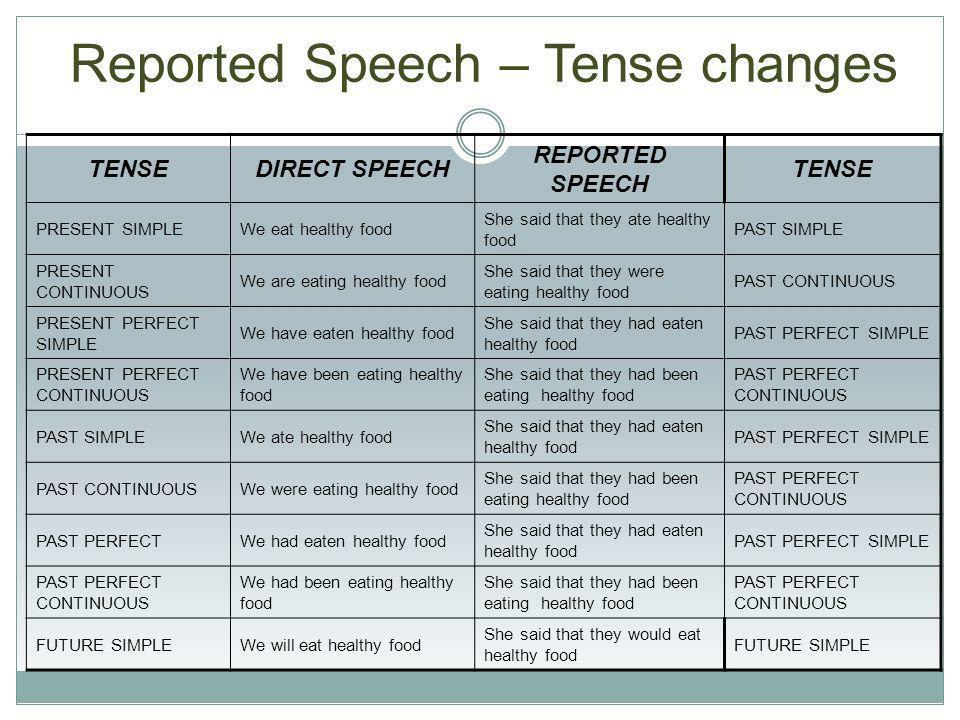 Reported Speech – Tense changes
TENSE DIRECT SPEECH REPORTED SPEECH TENSE
PRESENT SIMPLE We eat healthy food She said that they ate healthy food PAST SIMPLE
PRESENT CONTINUOUS We are eating healthy food She said that they were eating healthy food PAST CONTINUOUS
PRESENT PERFECT SIMPLE We have eaten healthy food She said that they had eaten healthy food PAST PERFECT SIMPLE
PRESENT PERFECT CONTINUOUS We have been eating healthy food She said that they had been eating healthy food PAST PERFECT CONTINUOUS
PAST SIMPLE We ate healthy food She said that they had eaten healthy food PAST PERFECT SIMPLE
PAST CONTINUOUS We were eating healthy food She said that they had been eating healthy food PAST PERFECT CONTINUOUS
PAST PERFECT We had eaten healthy food She said that they had eaten healthy food PAST PERFECT SIMPLE
PAST PERFECT CONTINUOUS We had been eating healthy food She said that they had been eating healthy food PAST PERFECT CONTINUOUS
FUTURE SIMPLE We will eat healthy food She said that they would eat healthy food FUTURE SIMPLE